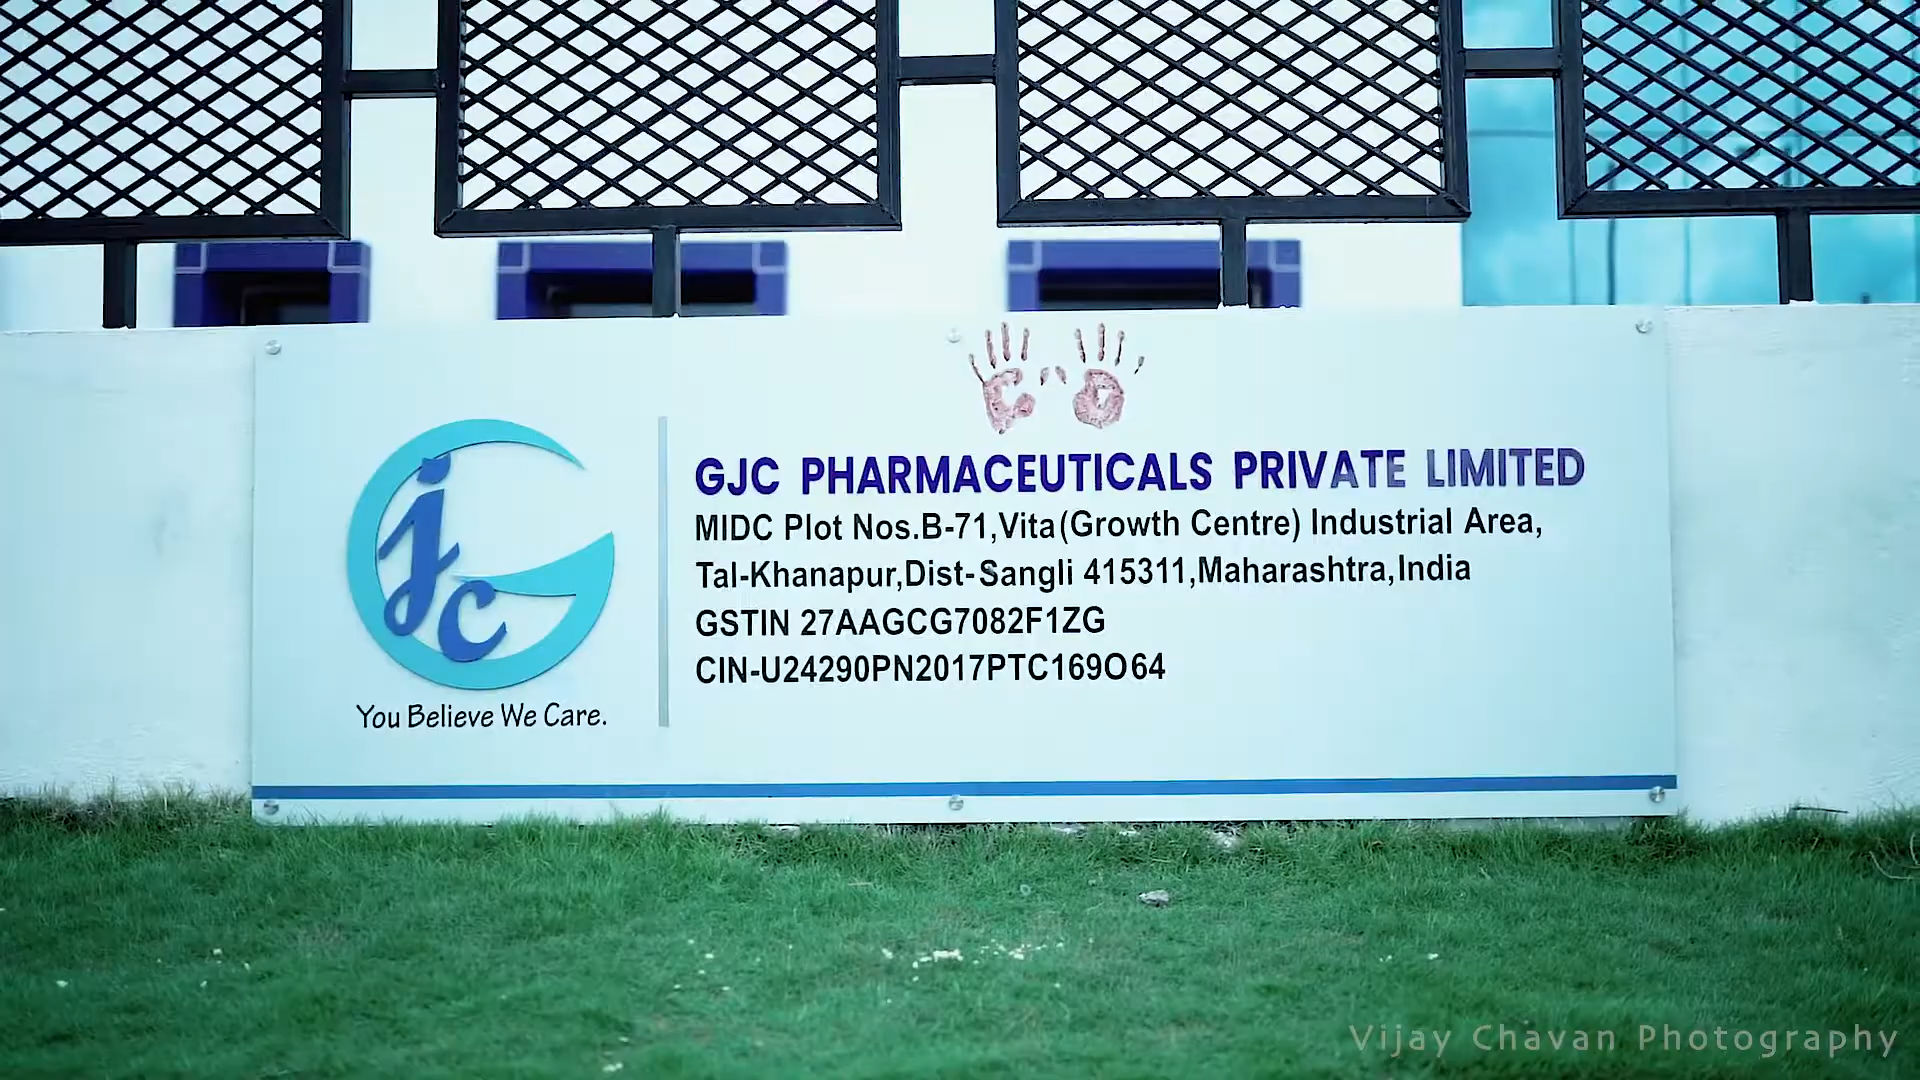 jc
You Believe We Care.
GJC PHARMACEUTICALS PRIVATE LIMITED
MIDC Plot Nos.B-71,Vita(Growth Centre) Industrial Area,
Tal-Khanapur,Dist-Sangli 415311,Maharashtra,India
GSTIN 27AAGCG7082F1ZG
CIN-U24290PN2017PTC169O64
Vijay Chavan Photography